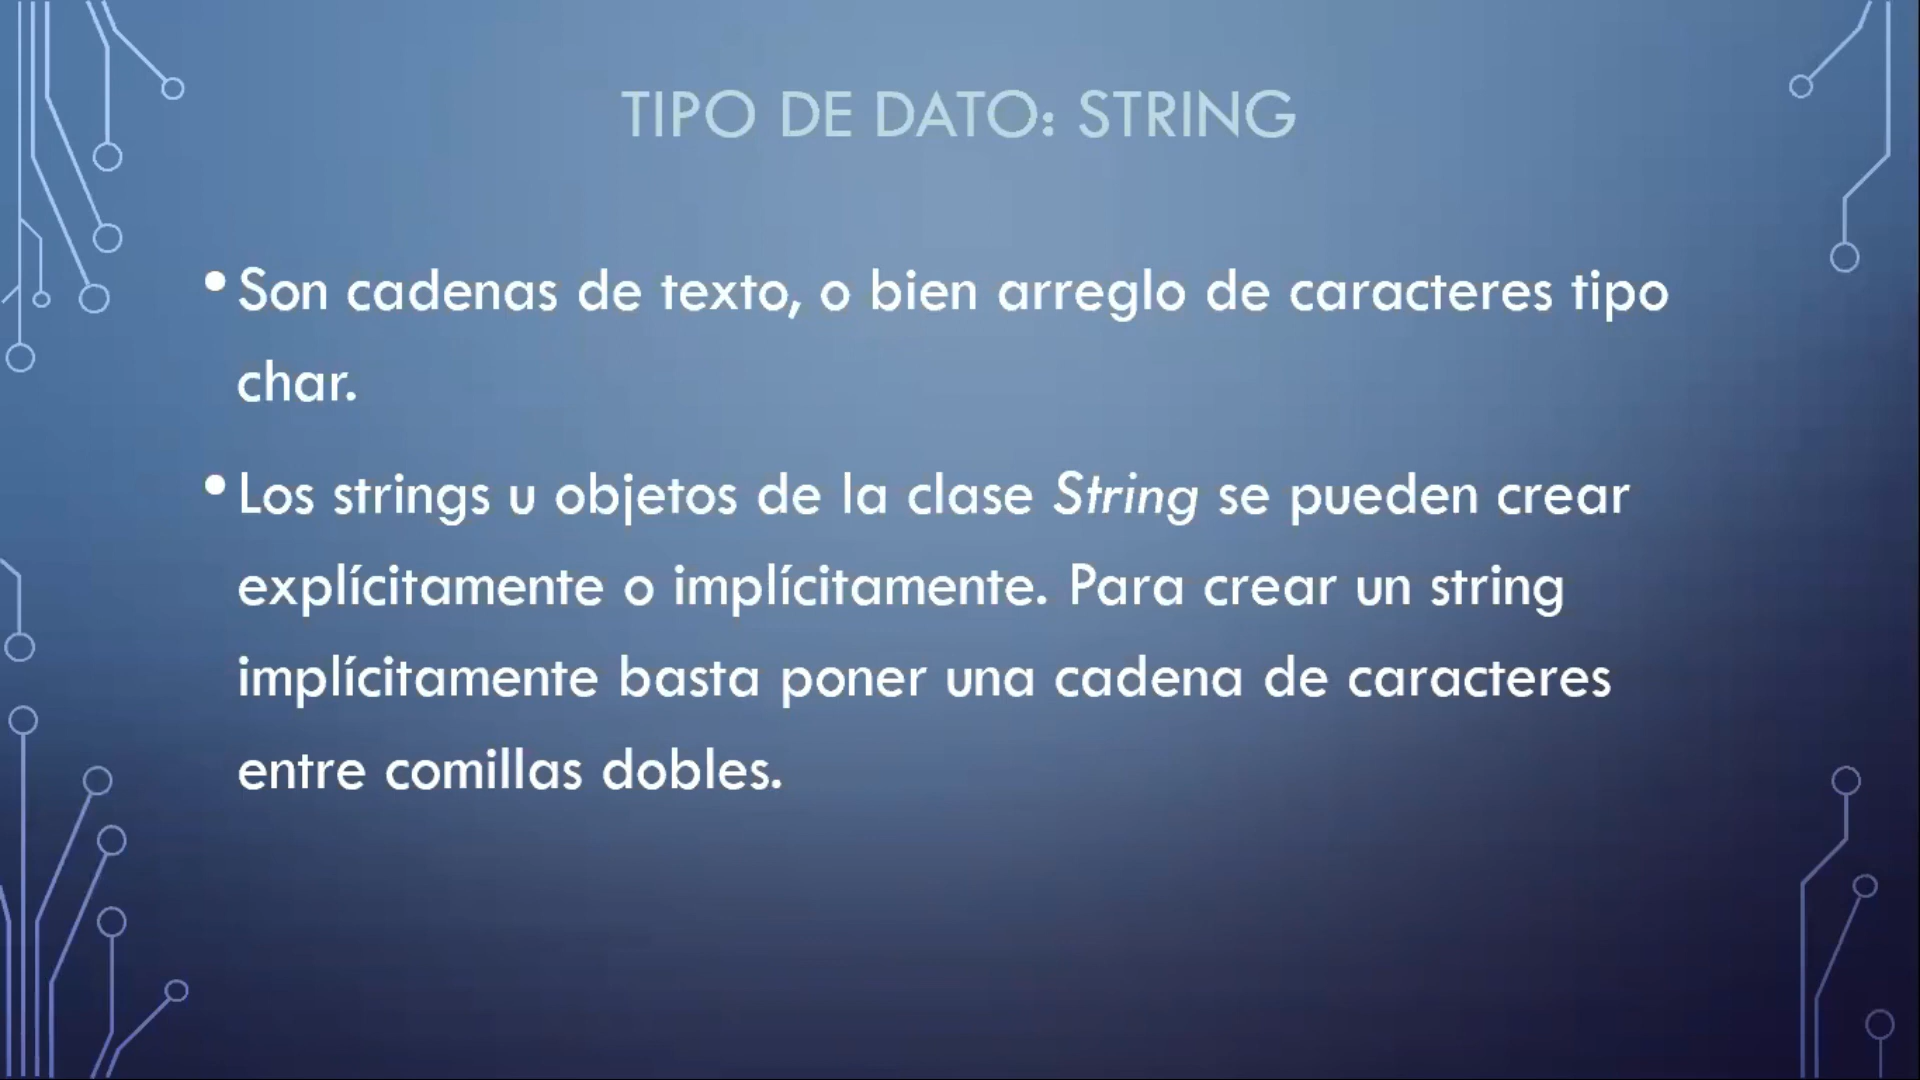 TIPO DE DATO: STRING
• Son cadenas de texto, o bien arreglo de caracteres tipo
char.
• Los strings u objetos de la clase String se pueden crear
explícitamente o implícitamente. Para crear un string
implícitamente basta poner una cadena de caracteres
entre comillas dobles.